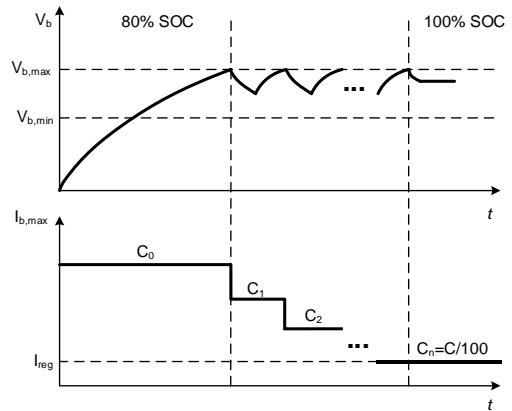 V_b
80% SOC
100% SOC
V_b,max
V_b,min
...
t
I_b,max
C_0
C_1
C_2
...
C_n=C/100
I_reg
t